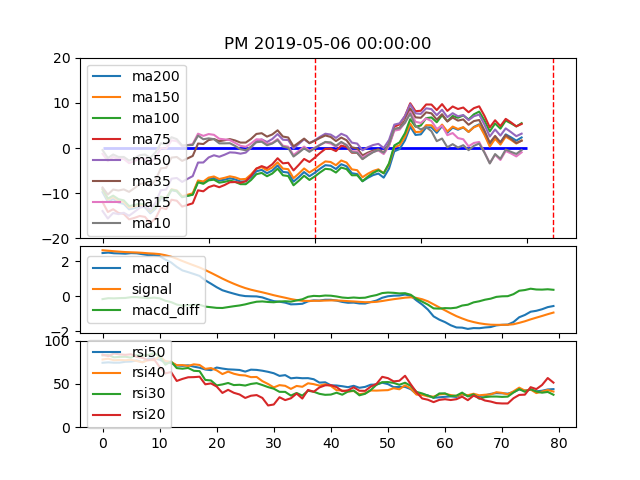 PM 2019-05-06 00:00:00
20
10
0
−10
−20
ma200
ma150
ma100
ma75
ma50
ma35
ma15
ma10
2
0
−2
macd
signal
macd_diff
100
50
0
rsi50
rsi40
rsi30
rsi20
0 10 20 30 40 50 60 70 80